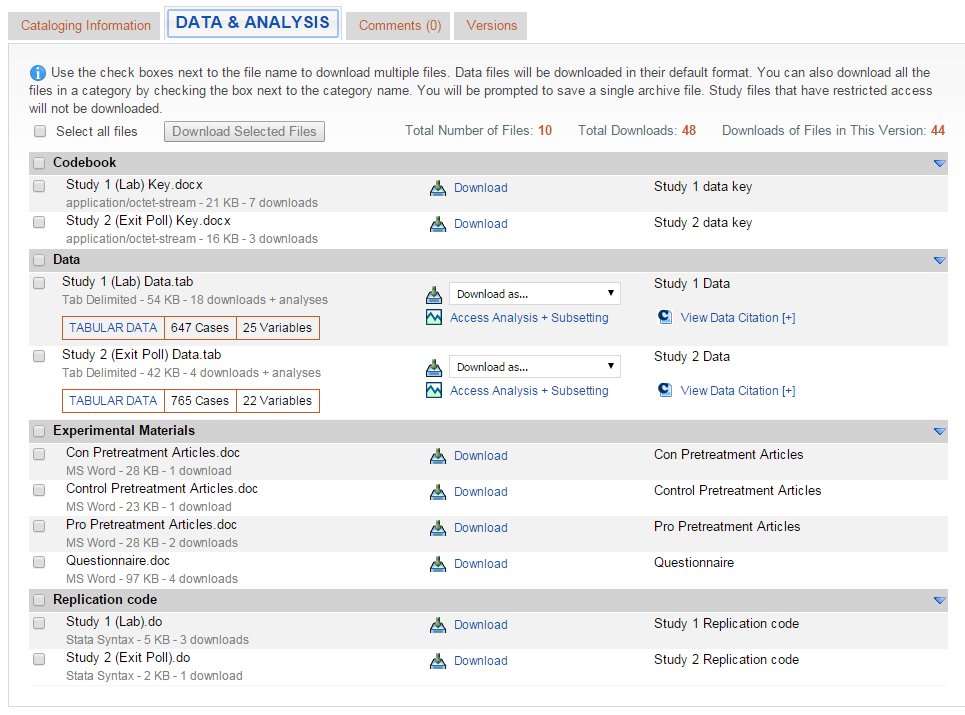 Cataloging Information DATA & ANALYSIS Comments (0) Versions
Use the check boxes next to the file name to download multiple files. Data files will be downloaded in their default format. You can also download all the
files in a category by checking the box next to the category name. You will be prompted to save a single archive file. Study files that have restricted access
will not be downloaded.
Select all files Download Selected Files Total Number of Files: 10 Total Downloads: 48 Downloads of Files in This Version: 44
Codebook
Study 1 (Lab) Key.docx Download Study 1 data key
application/octet-stream - 21 KB - 7 downloads
Study 2 (Exit Poll) Key.docx Download Study 2 data key
application/octet-stream - 16 KB - 3 downloads
Data
Study 1 (Lab) Data.tab Download as... Study 1 Data
Tab Delimited - 54 KB - 18 downloads + analyses
TABULAR DATA 647 Cases 25 Variables Access Analysis + Subsetting View Data Citation [+]
Study 2 (Exit Poll) Data.tab Download as... Study 2 Data
Tab Delimited - 42 KB - 4 downloads + analyses
TABULAR DATA 765 Cases 22 Variables Access Analysis + Subsetting View Data Citation [+]
Experimental Materials
Con Pretreatment Articles.doc Download Con Pretreatment Articles
MS Word - 28 KB - 1 download
Control Pretreatment Articles.doc Download Control Pretreatment Articles
MS Word - 23 KB - 1 download
Pro Pretreatment Articles.doc Download Pro Pretreatment Articles
MS Word - 28 KB - 2 downloads
Questionnaire.doc Download Questionnaire
MS Word - 97 KB - 4 downloads
Replication code
Study 1 (Lab).do Download Study 1 Replication code
Stata Syntax - 5 KB - 3 downloads
Study 2 (Exit Poll).do Download Study 2 Replication code
Stata Syntax - 2 KB - 1 download